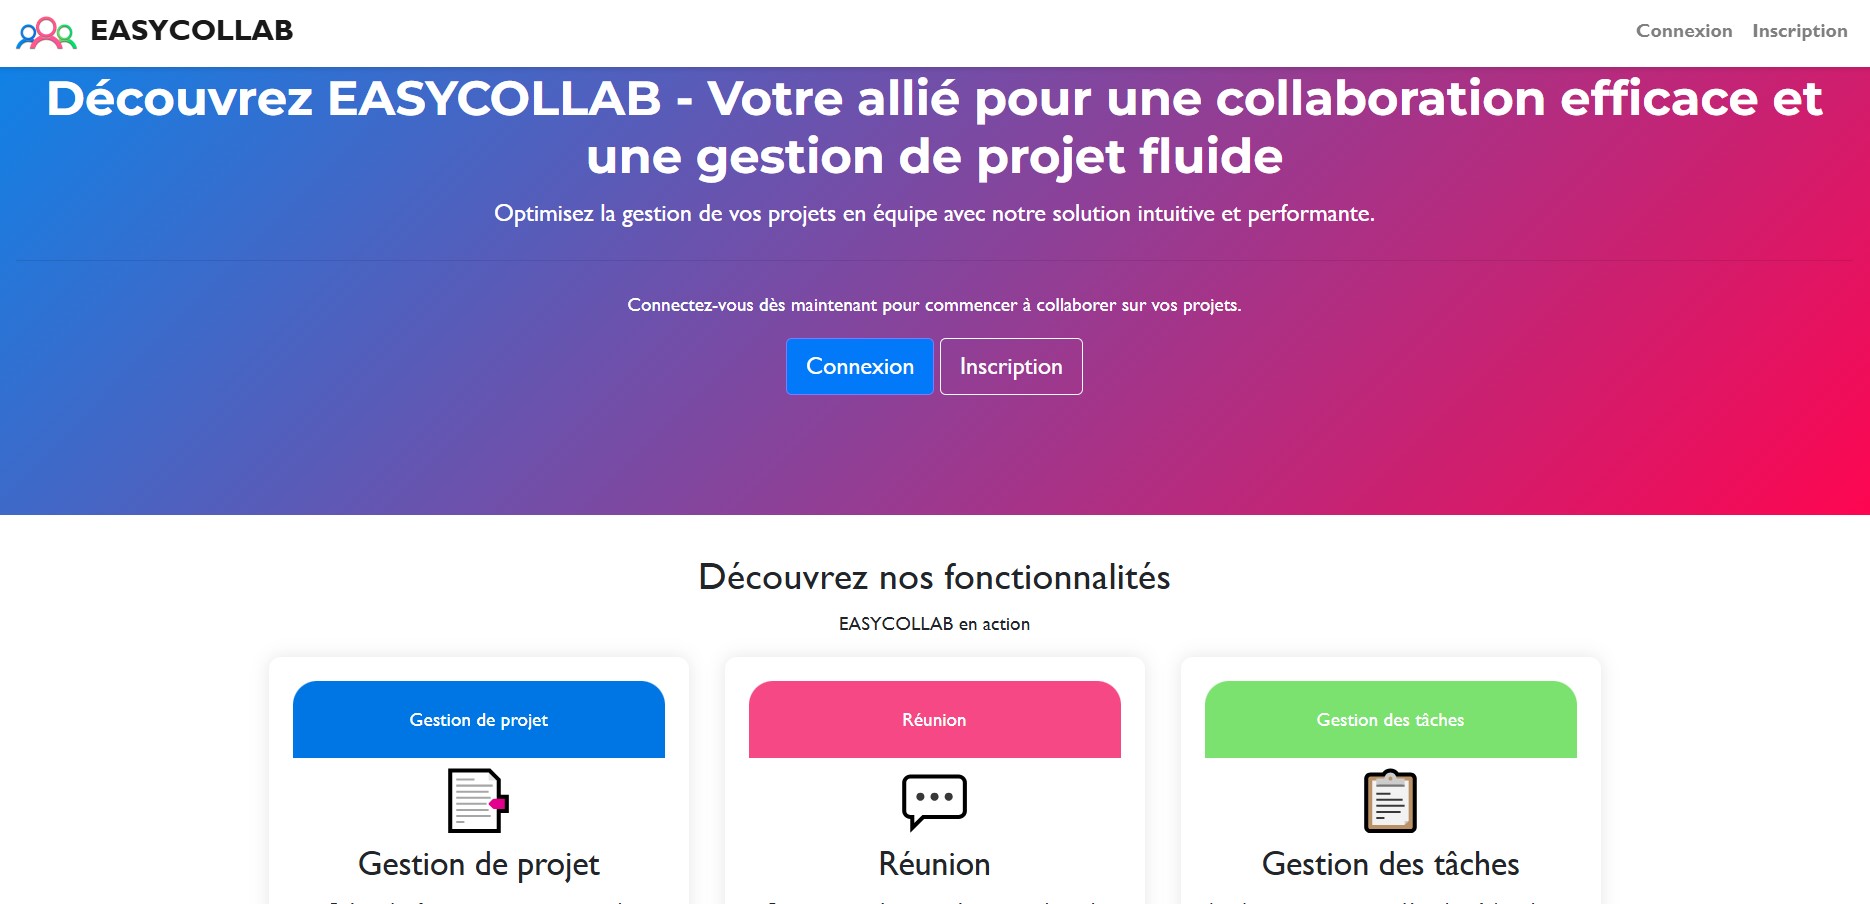 EASYCOLLAB
Connexion Inscription
Découvrez EASYCOLLAB - Votre allié pour une collaboration efficace et
une gestion de projet fluide
Optimisez la gestion de vos projets en équipe avec notre solution intuitive et performante.
Connectez-vous dès maintenant pour commencer à collaborer sur vos projets.
Connexion Inscription
Découvrez nos fonctionnalités
EASYCOLLAB en action
Gestion de projet
Réunion
Gestion des tâches
Gestion de projet
Réunion
Gestion des tâches